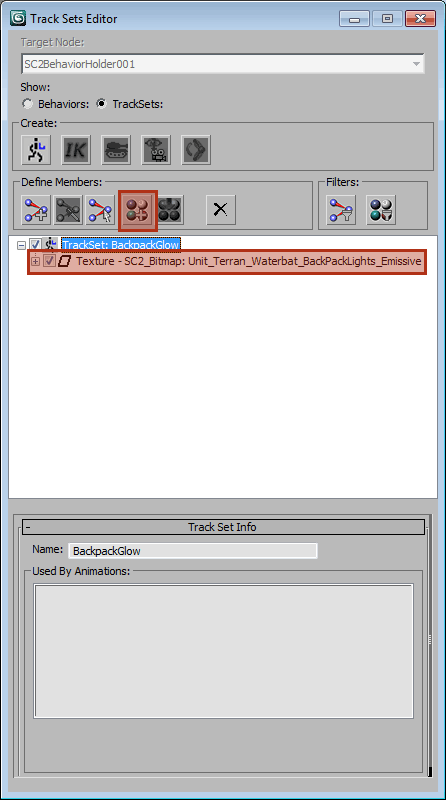 Track Sets Editor
Target Node:
SC2BehaviorHolder001
Show:
Behaviors: TrackSets:
Create:
IK
Define Members: Filters:
TrackSet: BackpackGlow
Texture - SC2_Bitmap: Unit_Terran_Waterbat_BackPackLights_Emissive
Track Set Info
Name: BackpackGlow
Used By Animations: